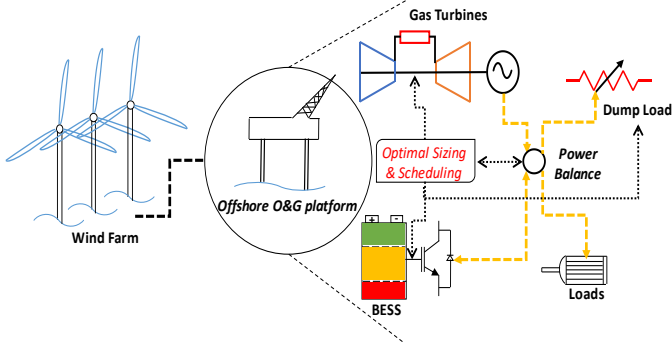 Gas Turbines
Dump Load
Optimal Sizing
& Scheduling
Power
Balance
Offshore O&G platform
Wind Farm
+ -
BESS
Loads